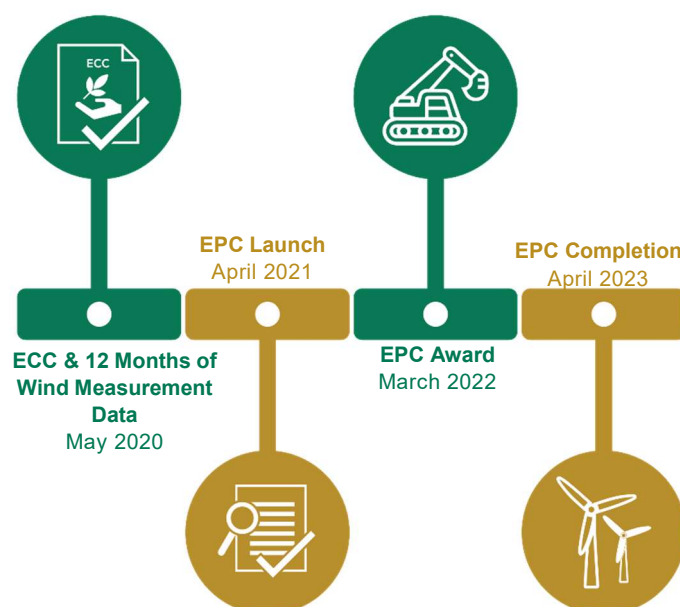 ECC
EPC Launch
April 2021
EPC Completion
April 2023
ECC & 12 Months of
Wind Measurement
Data
May 2020
EPC Award
March 2022